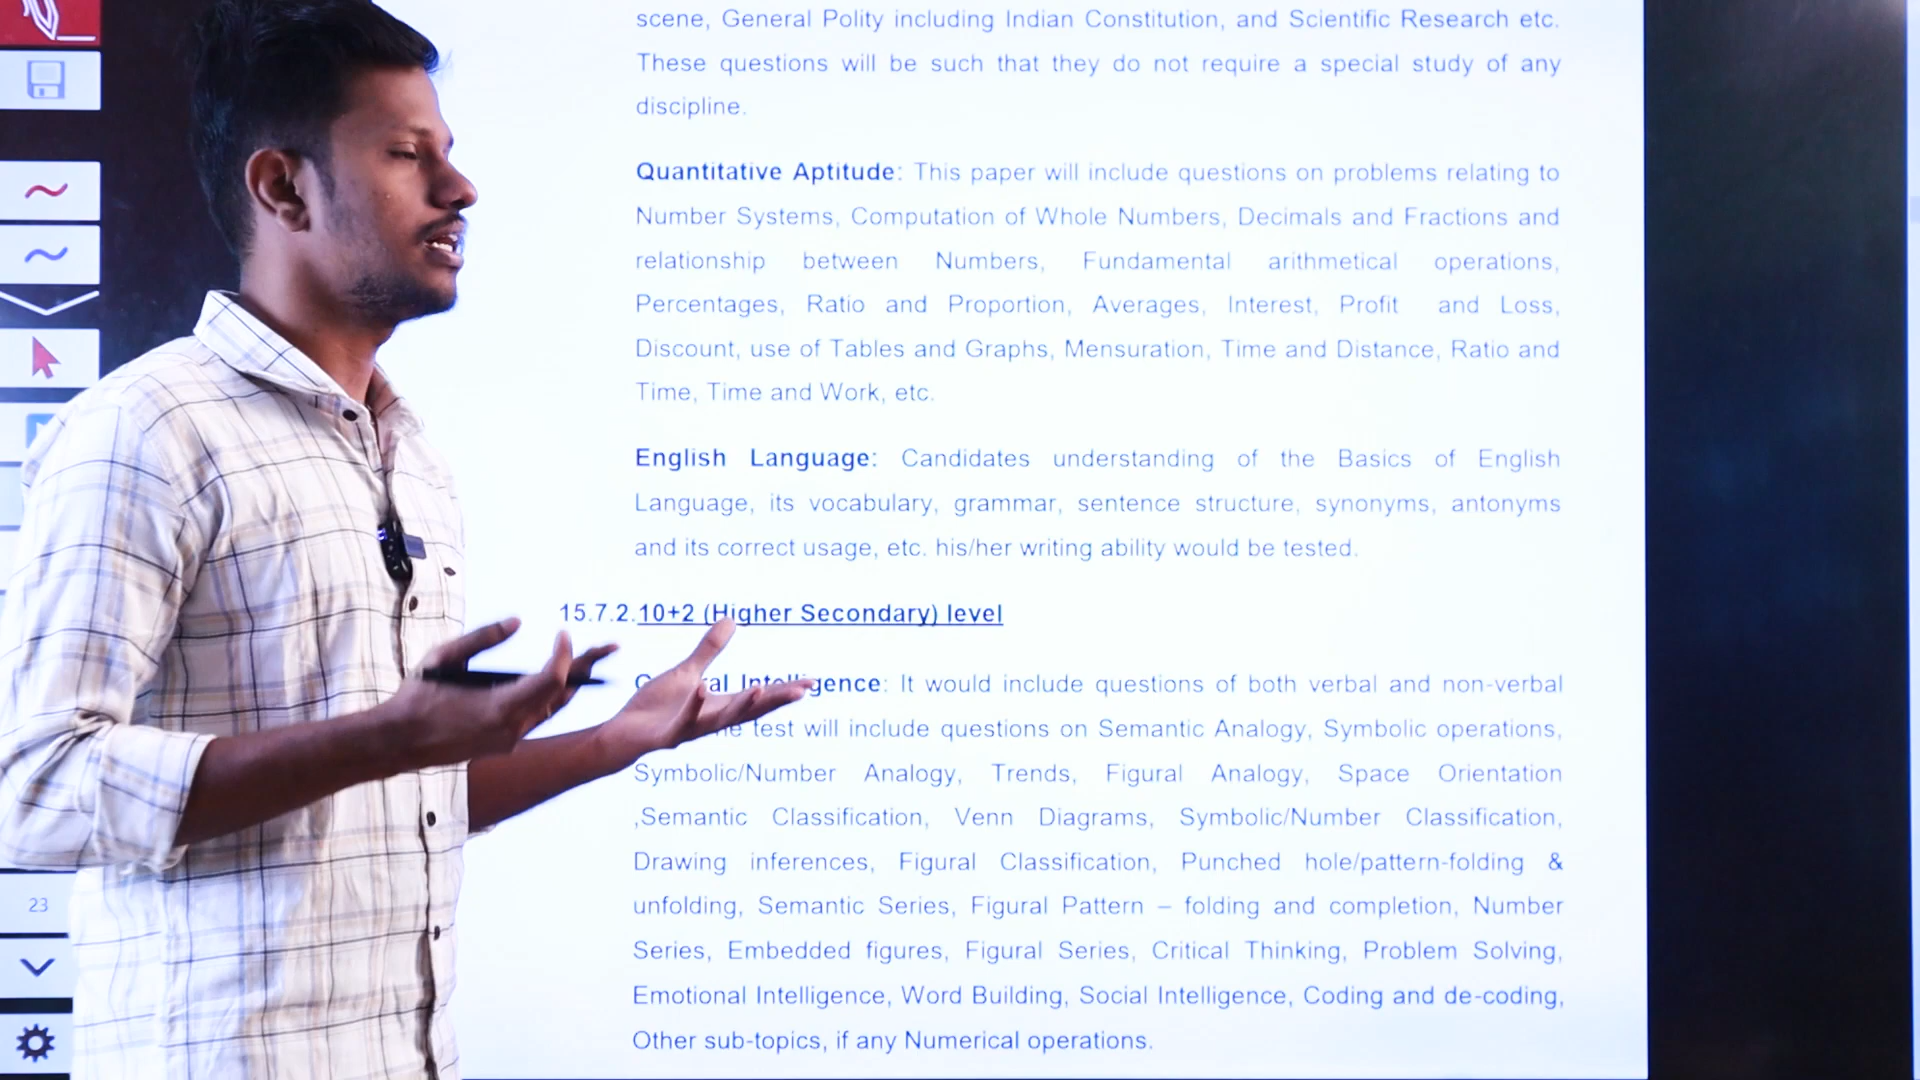 scene, General Polity including Indian Constitution, and Scientific Research etc.
These questions will be such that they do not require a special study of any
discipline.
Quantitative Aptitude: This paper will include questions on problems relating to
Number Systems, Computation of Whole Numbers, Decimals and Fractions and
relationship between Numbers, Fundamental arithmetical operations,
Percentages, Ratio and Proportion, Averages, Interest, Profit and Loss,
Discount, use of Tables and Graphs, Mensuration, Time and Distance, Ratio and
Time, Time and Work, etc.
English Language: Candidates understanding of the Basics of English
Language, its vocabulary, grammar, sentence structure, synonyms, antonyms
and its correct usage, etc. his/her writing ability would be tested.
15.7.2.10+2 (Higher Secondary) level
Intelligence: It would include questions of both verbal and non-verbal
test will include questions on Semantic Analogy, Symbolic operations,
Symbolic/Number Analogy, Trends, Figural Analogy, Space Orientation
,Semantic Classification, Venn Diagrams, Symbolic/Number Classification,
Drawing inferences, Figural Classification, Punched hole/pattern-folding &
unfolding, Semantic Series, Figural Pattern – folding and completion, Number
Series, Embedded figures, Figural Series, Critical Thinking, Problem Solving,
Emotional Intelligence, Word Building, Social Intelligence, Coding and de-coding,
Other sub-topics, if any Numerical operations.
23